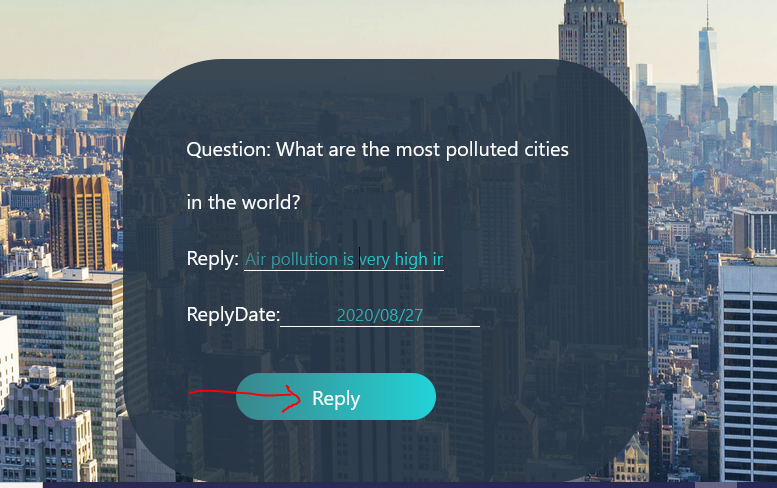 Question: What are the most polluted cities
in the world?
Reply: Air pollution is very high ir
ReplyDate: 2020/08/27
Reply